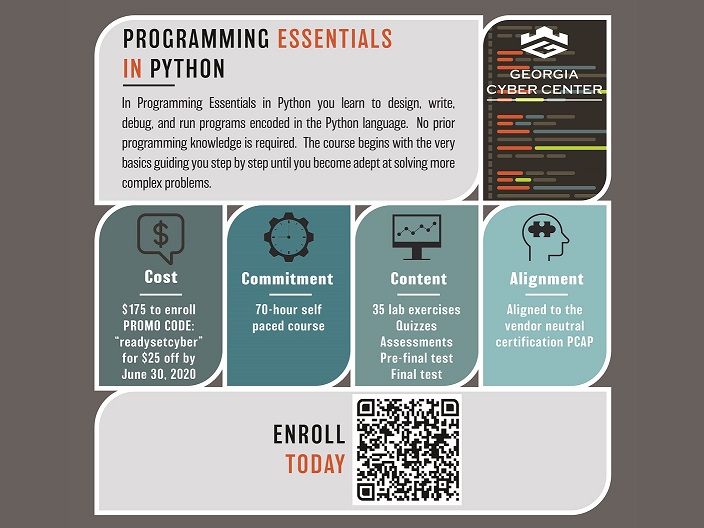 PROGRAMMING ESSENTIALS
IN PYTHON
In Programming Essentials in Python you learn to design, write,
debug, and run programs encoded in the Python language. No prior
programming knowledge is required. The course begins with the very
basics guiding you step by step until you become adept at solving more
complex problems.
GEORGIA
CYBER CENTER
$
Cost
$175 to enroll
PROMO CODE:
"readysetcyber"
for $25 off by
June 30, 2020
Commitment
70-hour self
paced course
Content
35 lab exercises
Quizzes
Assessments
Pre-final test
Final test
Alignment
Aligned to the
vendor neutral
certification PCAP
ENROLL
TODAY